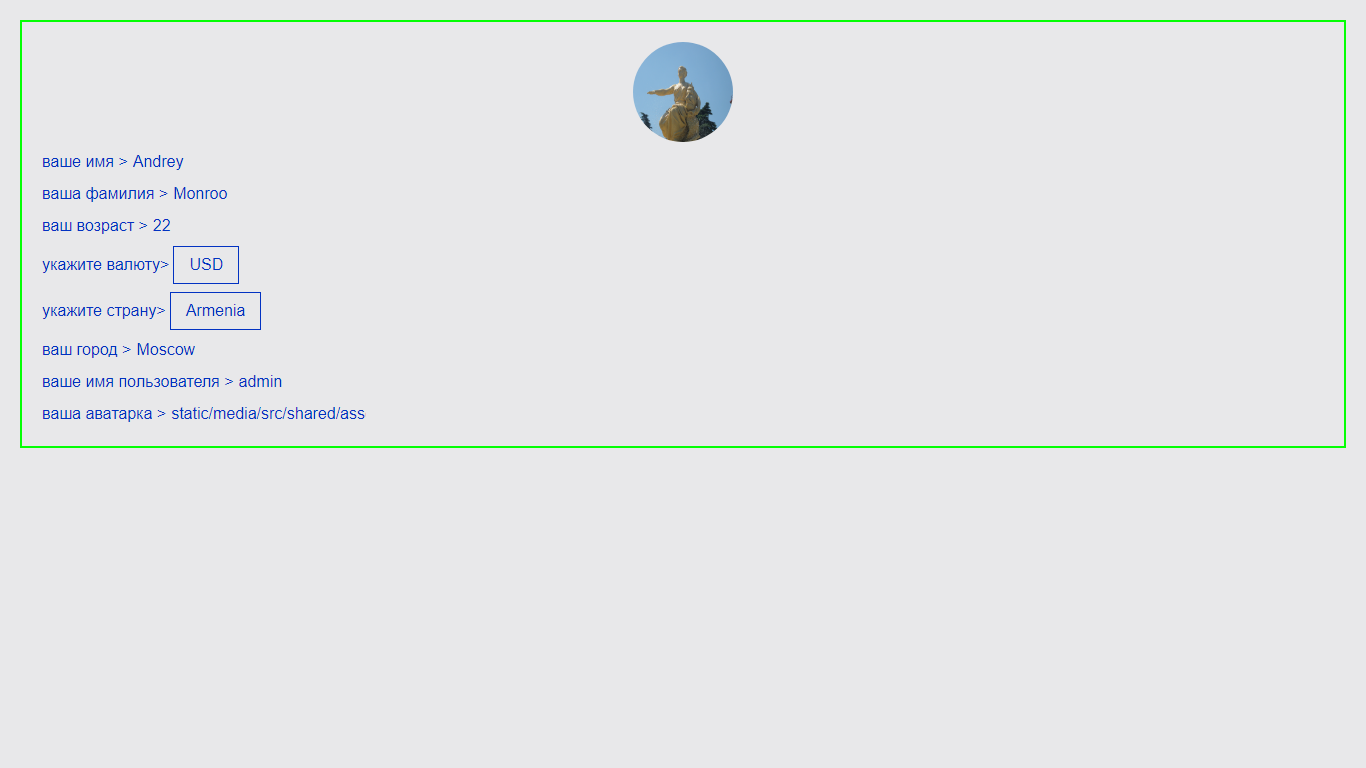 ваше имя > Andrey
ваша фамилия > Monroo
ваш возраст > 22
укажите валюту> USD
укажите страну> Armenia
ваш город > Moscow
ваше имя пользователя > admin
ваша аватарка > static/media/src/shared/ass